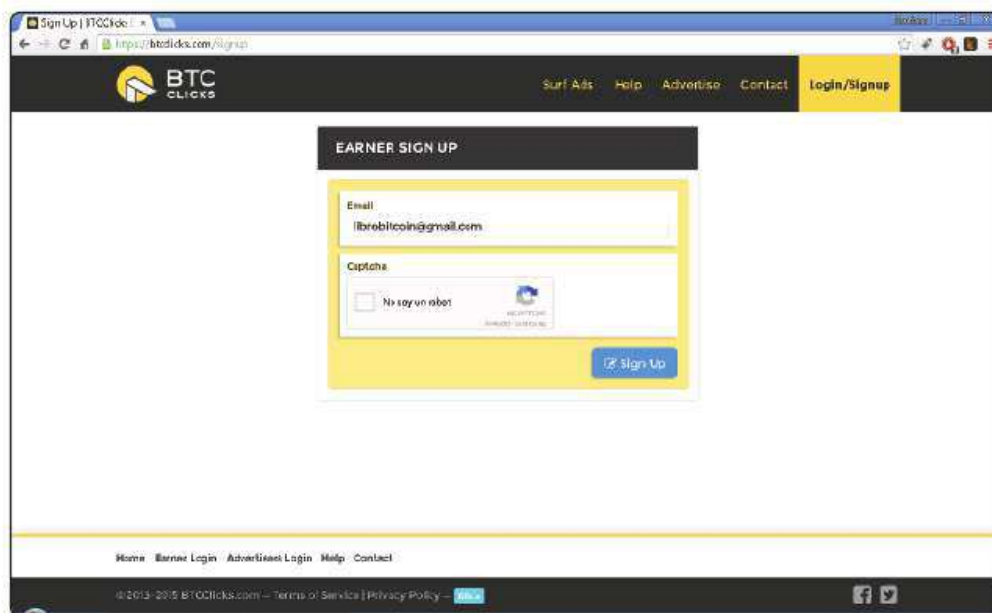 Sign Up | BTCClicks
https://btcclicks.com/signup
BTC
CLICKS
Surf Ads Help Advertise Contact Login/Signup
EARNER SIGN UP
Email
librobitcoin@gmail.com
Captcha
No soy un robot
reCAPTCHA
Sign Up
Home Earner Login Advertiser Login Help Contact
©2013-2015 BTCClicks.com – Terms of Service | Privacy Policy –